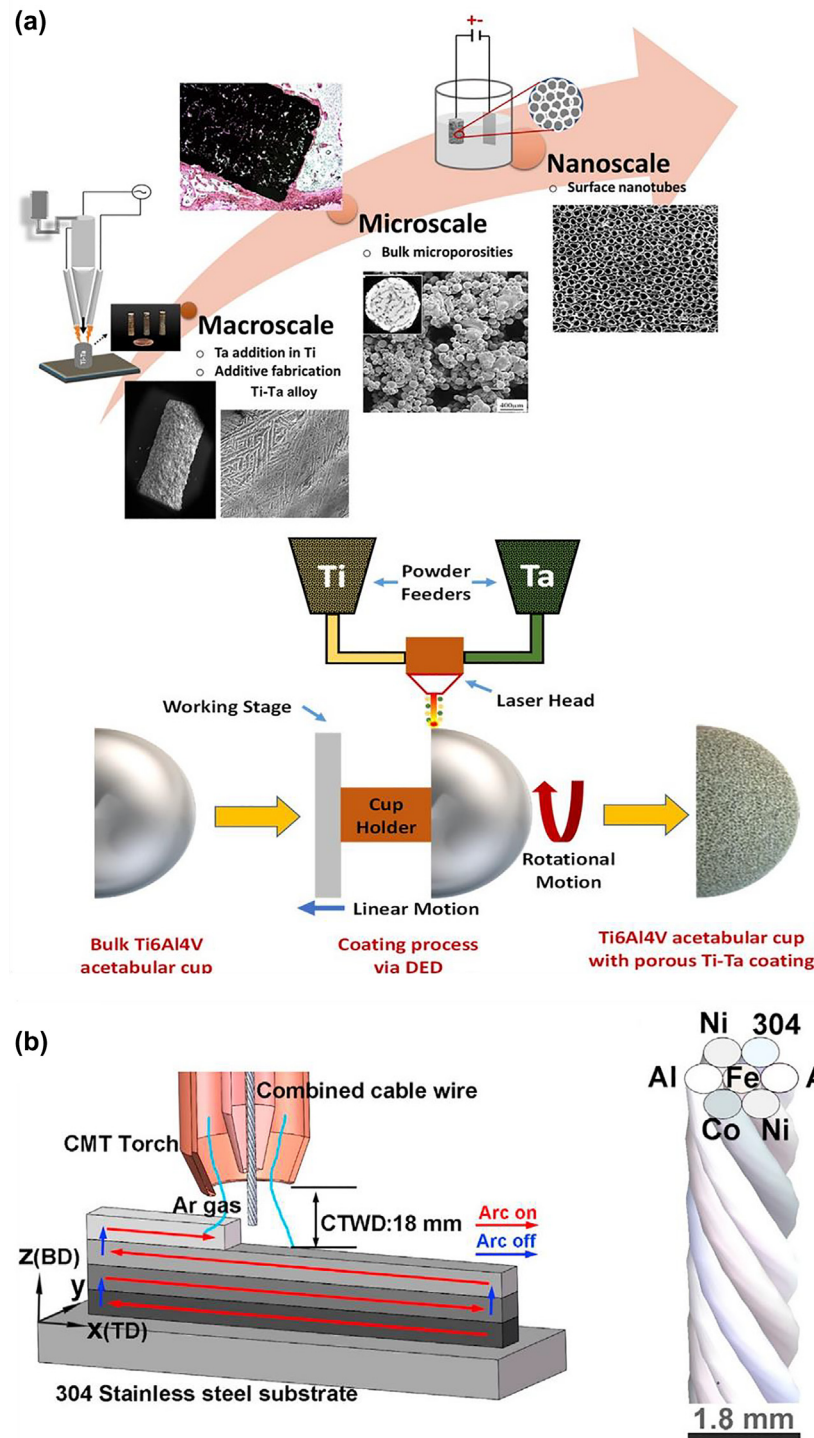 (a)
+-
Nanoscale
○ Surface nanotubes
Microscale
○ Bulk microporosities
400μm
Ti-Ta
Macroscale
○ Ta addition in Ti
○ Additive fabrication
Ti-Ta alloy
Ti
Powder
Feeders
Ta
Working Stage
Laser Head
Cup
Holder
Rotational
Motion
Linear Motion
Bulk Ti6Al4V
acetabular cup
Coating process
via DED
Ti6Al4V acetabular cup
with porous Ti-Ta coating
(b)
Combined cable wire
CMT Torch
Ar gas
CTWD:18 mm
Arc on
Arc off
z(BD)
y
x(TD)
304 Stainless steel substrate
Ni 304
Al Fe A
Co Ni
1.8 mm